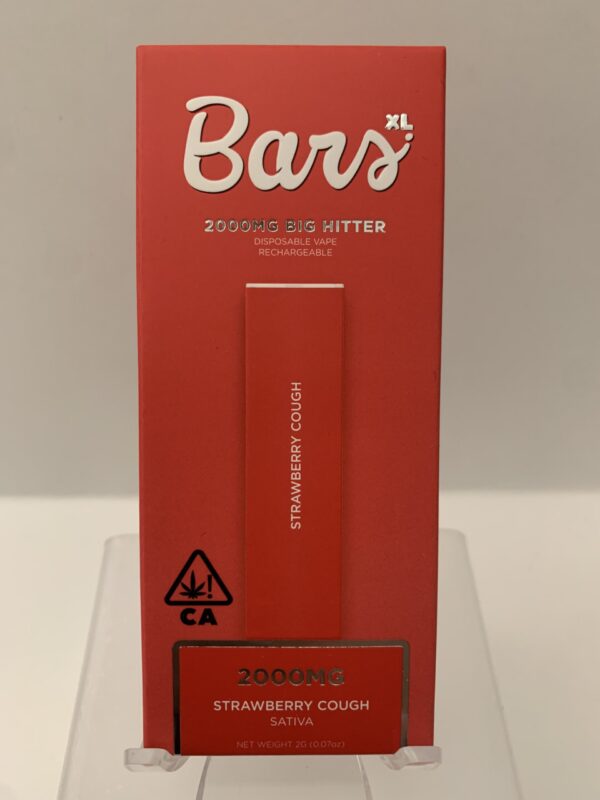 Bars XL
2000MG BIG HITTER
DISPOSABLE VAPE
RECHARGEABLE
STRAWBERRY COUGH
CA
2000MG
STRAWBERRY COUGH
SATIVA
NET WEIGHT 2G (0.07oz)